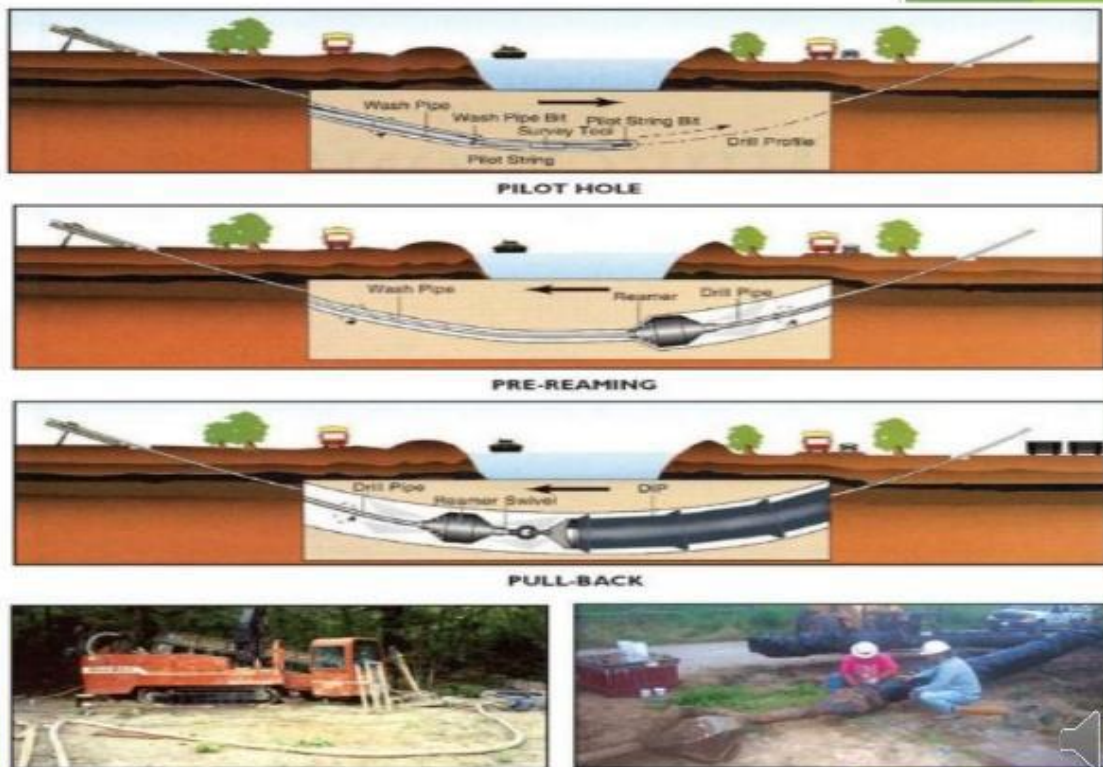 Wash Pipe
Wash Pipe Bit
Pilot String Bit
Survey Tool
Drill Profile
Pilot String
PILOT HOLE
Wash Pipe
Reamer
Drill Pipe
PRE-REAMING
Drill Pipe
Reamer Swivel
DIP
PULL-BACK